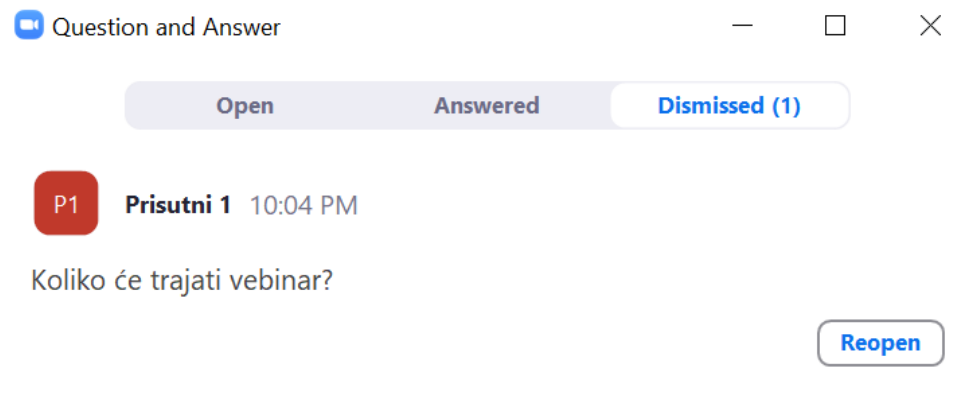 Question and Answer
Open Answered Dismissed (1)
P1 Prisutni 1 10:04 PM
Koliko će trajati vebinar?
Reopen